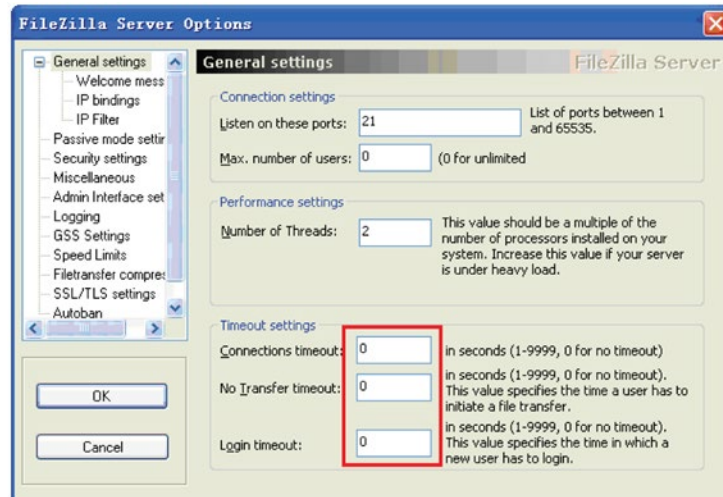 FileZilla Server Options
General settings
Welcome mess
IP bindings
IP Filter
Passive mode settir
Security settings
Miscellaneous
Admin Interface set
Logging
GSS Settings
Speed Limits
Filetransfer compres
SSL/TLS settings
Autoban
OK
Cancel
General settings
FileZilla Server
Connection settings
Listen on these ports: 21 List of ports between 1
and 65535.
Max. number of users: 0 (0 for unlimited
Performance settings
Number of Threads: 2 This value should be a multiple of the
number of processors installed on your
system. Increase this value if your server
is under heavy load.
Timeout settings
Connections timeout: 0 in seconds (1-9999, 0 for no timeout)
No Transfer timeout: 0 in seconds (1-9999, 0 for no timeout).
This value specifies the time a user has to
initiate a file transfer.
Login timeout: 0 in seconds (1-9999, 0 for no timeout).
This value specifies the time in which a
new user has to login.